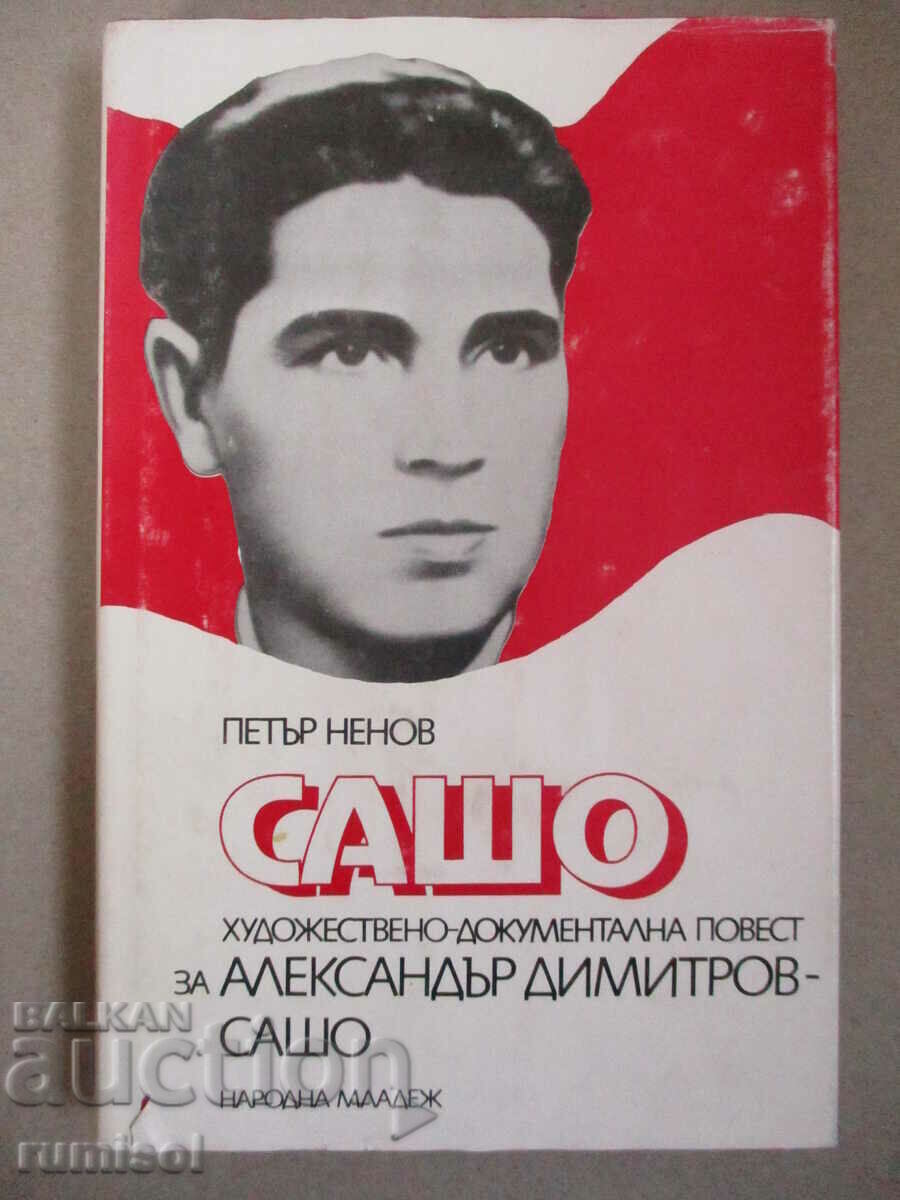 ПЕТЪР НЕНОВ
САШО
ХУДОЖЕСТВЕНО-ДОКУМЕНТАЛНА ПОВЕСТ
ЗА АЛЕКСАНДЪР ДИМИТРОВ-
САШО
НАРОДНА МЛАДЕЖ
BALKAN
auction
rumisol